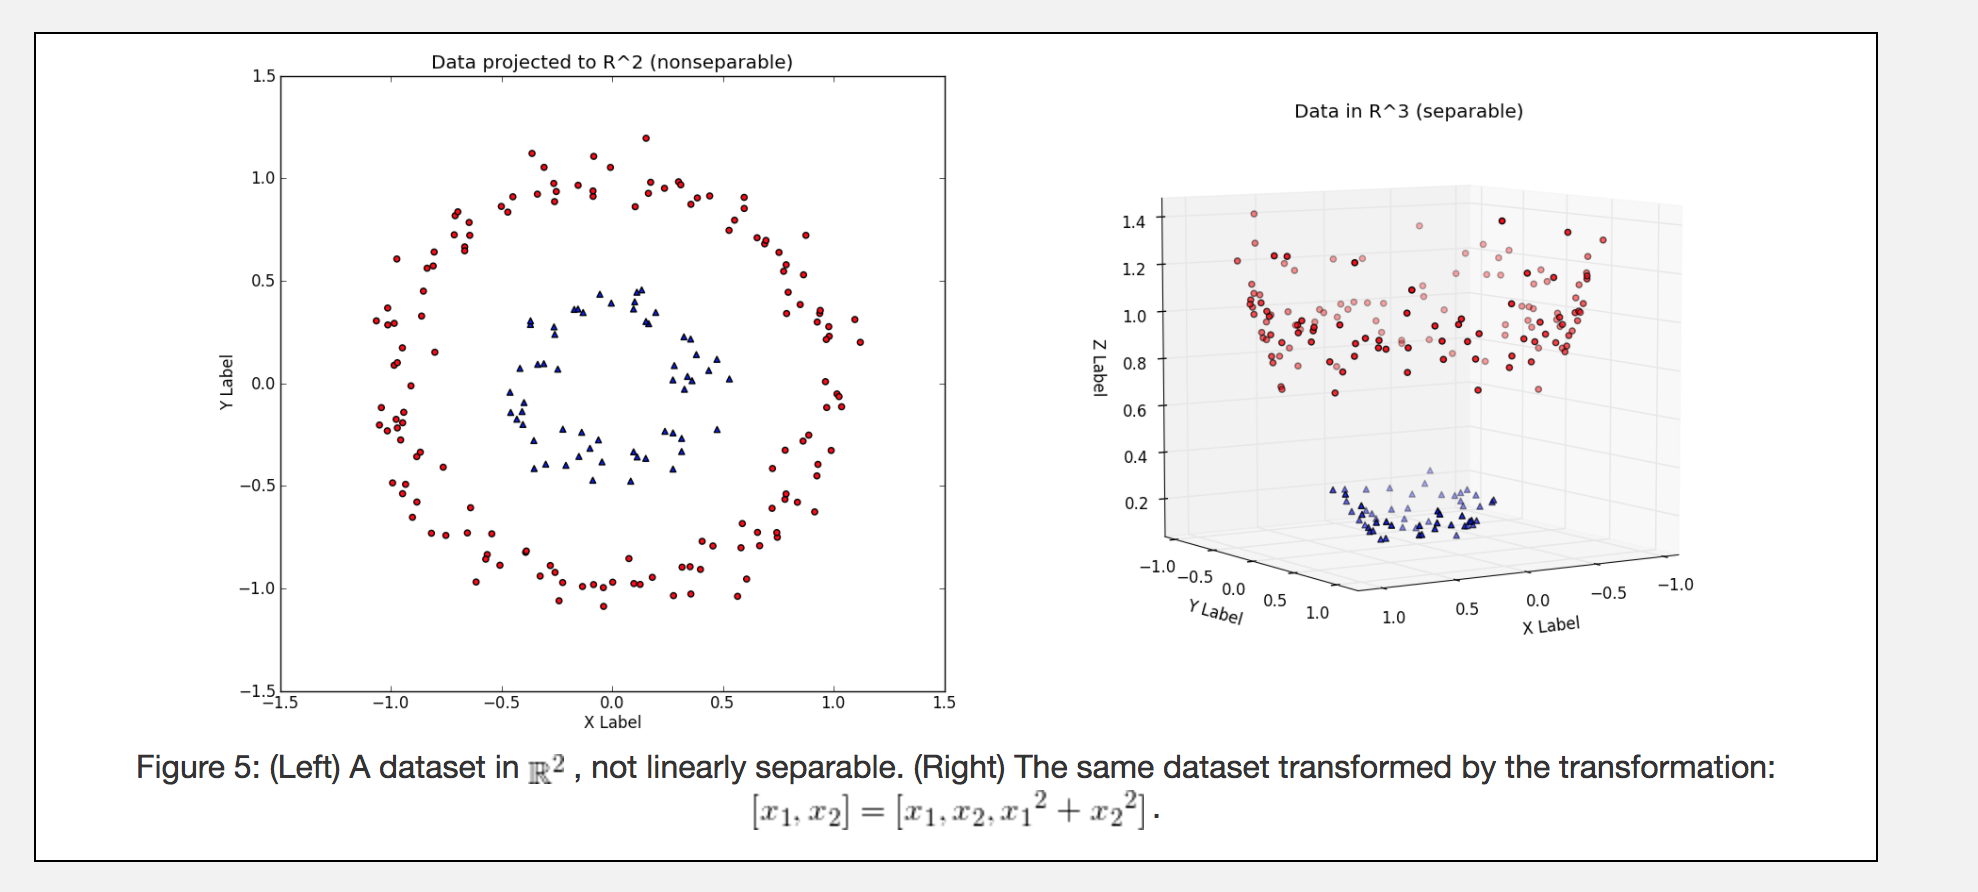 Data projected to R^2 (nonseparable)
1.5
1.0
0.5
0.0
−0.5
−1.0
−1.5
Y Label
−1.5 −1.0 −0.5 0.0 0.5 1.0 1.5
X Label
Data in R^3 (separable)
1.4
1.2
1.0
0.8
0.6
0.4
0.2
Z Label
−1.0 −0.5 0.0 0.5 1.0
Y Label
1.0 0.5 0.0 −0.5 −1.0
X Label
Figure 5: (Left) A dataset in ℝ² , not linearly separable. (Right) The same dataset transformed by the transformation:
[x₁, x₂] = [x₁, x₂, x₁² + x₂²] .